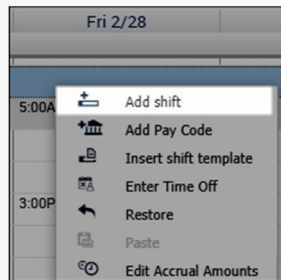 Fri 2/28
Add shift
5:00A
Add Pay Code
Insert shift template
Enter Time Off
3:00P
Restore
Paste
Edit Accrual Amounts